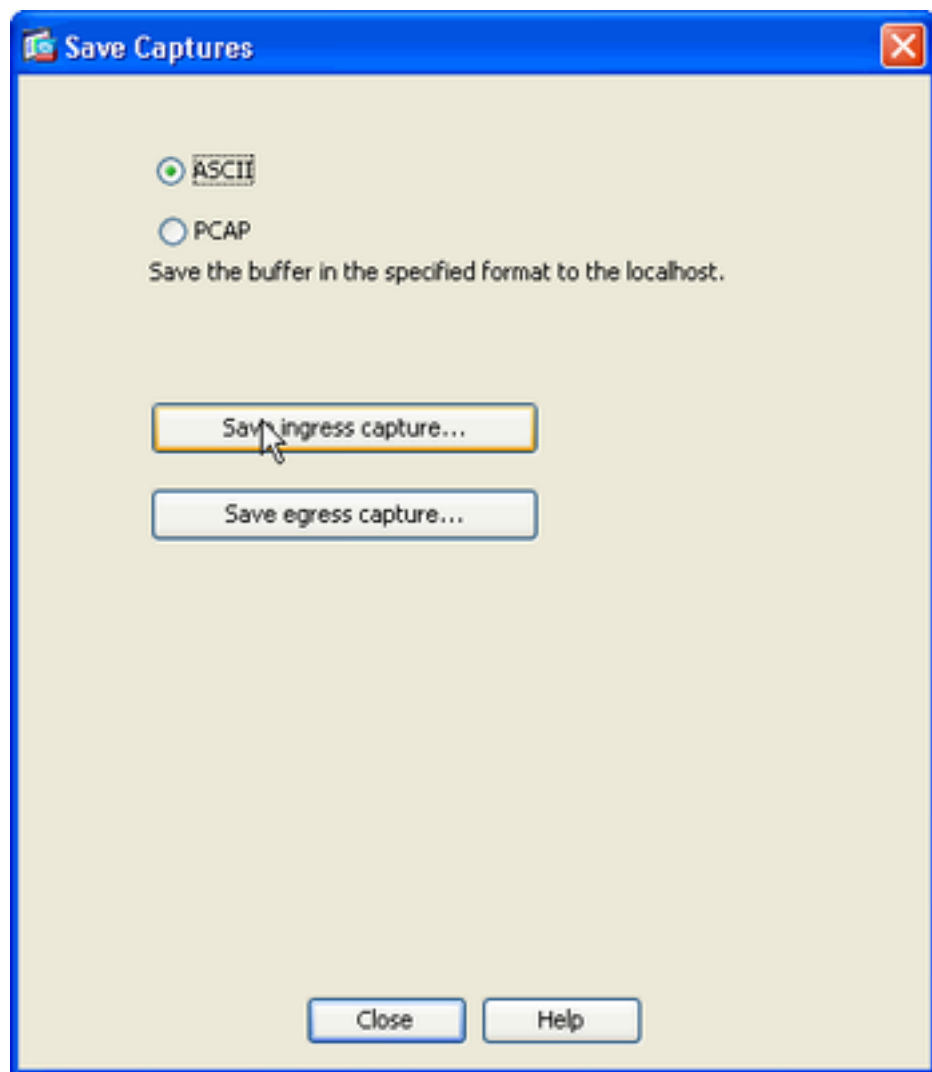 Save Captures
ASCII
PCAP
Save the buffer in the specified format to the localhost.
Save ingress capture...
Save egress capture...
Close
Help